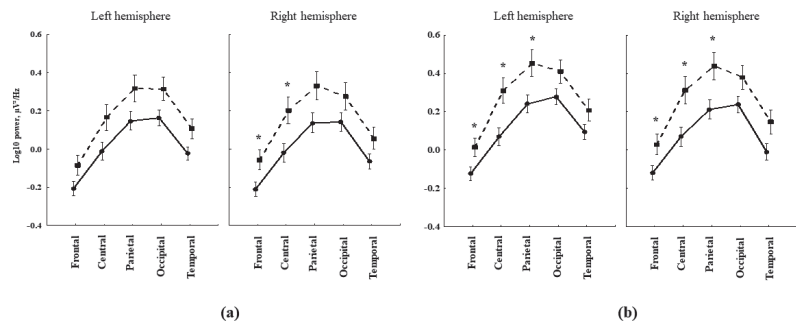 Left hemisphere
Right hemisphere
Left hemisphere
Right hemisphere
Log10 power, μV²/Hz
0.6
0.4
0.2
0.0
-0.2
-0.4
* *
0.6
0.4
0.2
0.0
-0.2
-0.4
* * *
* * *
Frontal
Central
Parietal
Occipital
Temporal
Frontal
Central
Parietal
Occipital
Temporal
Frontal
Central
Parietal
Occipital
Temporal
Frontal
Central
Parietal
Occipital
Temporal
(a)
(b)